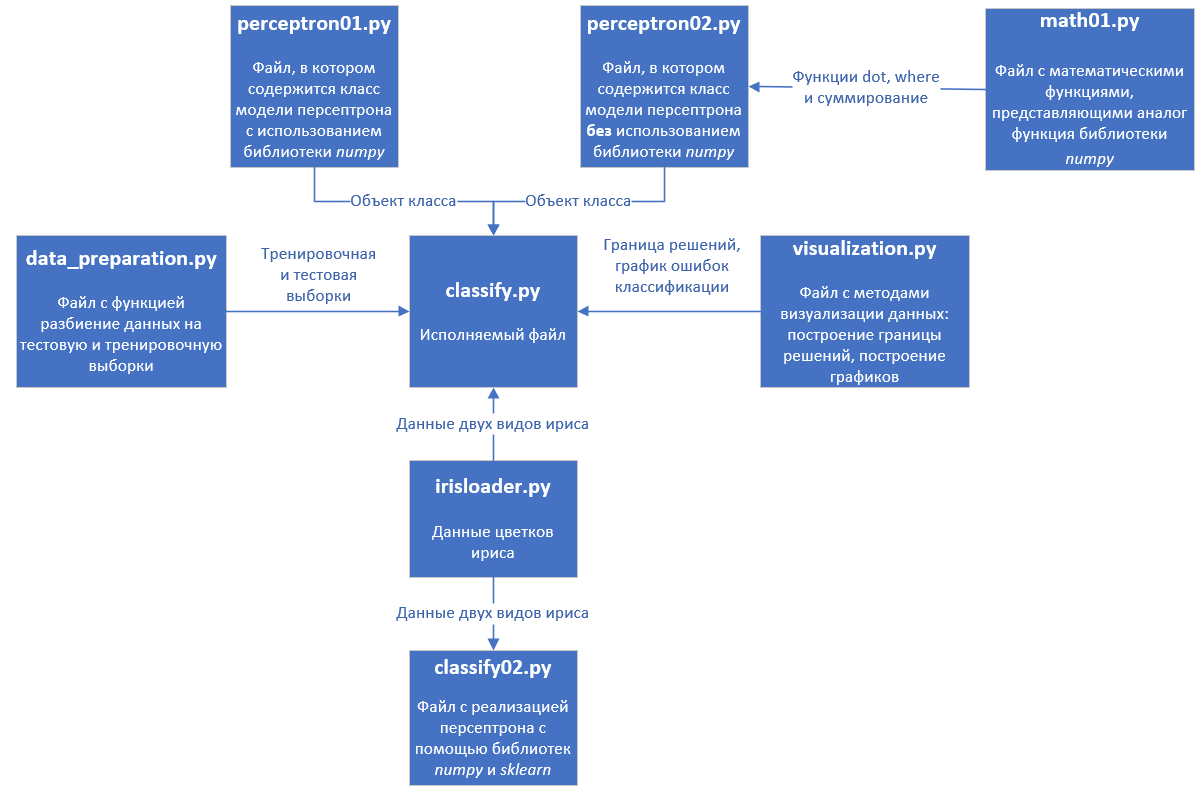 perceptron01.py
Файл, в котором
содержится класс
модели персептрона
с использованием
библиотеки numpy
perceptron02.py
Файл, в котором
содержится класс
модели персептрона
без использованием
библиотеки numpy
Функции dot, where
и суммирование
math01.py
Файл с математическими
функциями,
представляющими аналог
функция библиотеки
numpy
Объект класса
Объект класса
data_preparation.py
Файл с функцией
разбиение данных на
тестовую и тренировочную
выборки
Тренировочная
и тестовая
выборки
classify.py
Исполняемый файл
Граница решений,
график ошибок
классификации
visualization.py
Файл с методами
визуализации данных:
построение границы
решений, построение
графиков
Данные двух видов ириса
irisloader.py
Данные цветков
ириса
Данные двух видов ириса
classify02.py
Файл с реализацией
персептрона с
помощью библиотек
numpy и sklearn